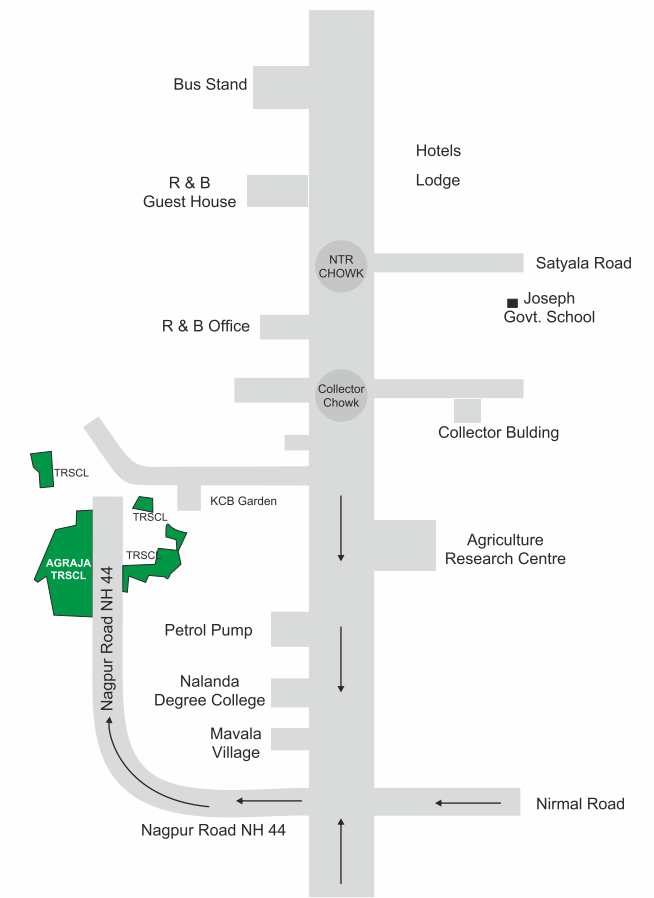 Bus Stand
Hotels
Lodge
R & B
Guest House
NTR
CHOWK
Satyala Road
Joseph
Govt. School
R & B Office
Collector
Chowk
Collector Bulding
TRSCL
KCB Garden
TRSCL
Agriculture
Research Centre
TRSCL
AGRAJA
TRSCL
Nagpur Road NH 44
Petrol Pump
Nalanda
Degree College
Mavala
Village
Nirmal Road
Nagpur Road NH 44